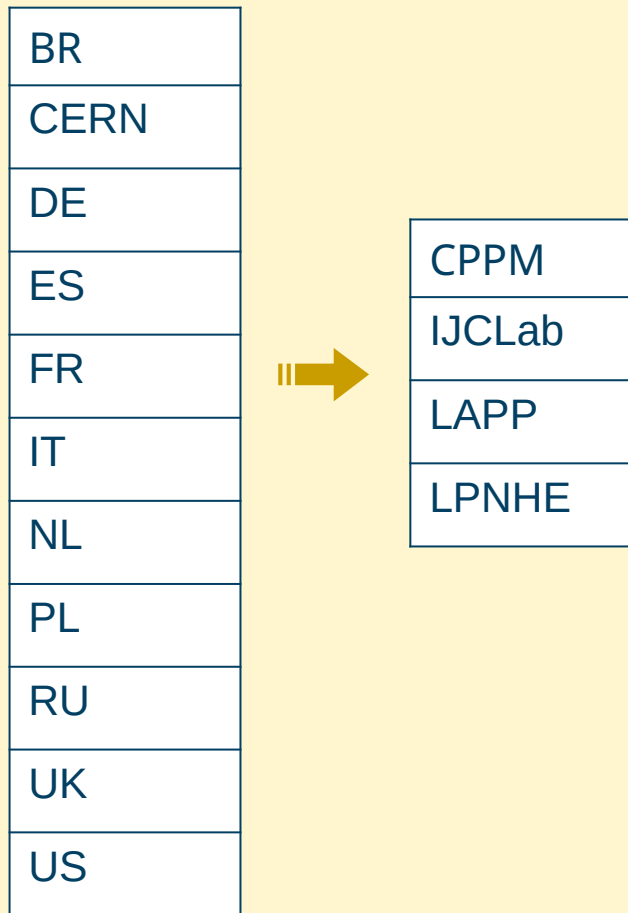 BR
CERN
DE
ES
FR
IT
NL
PL
RU
UK
US
CPPM
IJCLab
LAPP
LPNHE